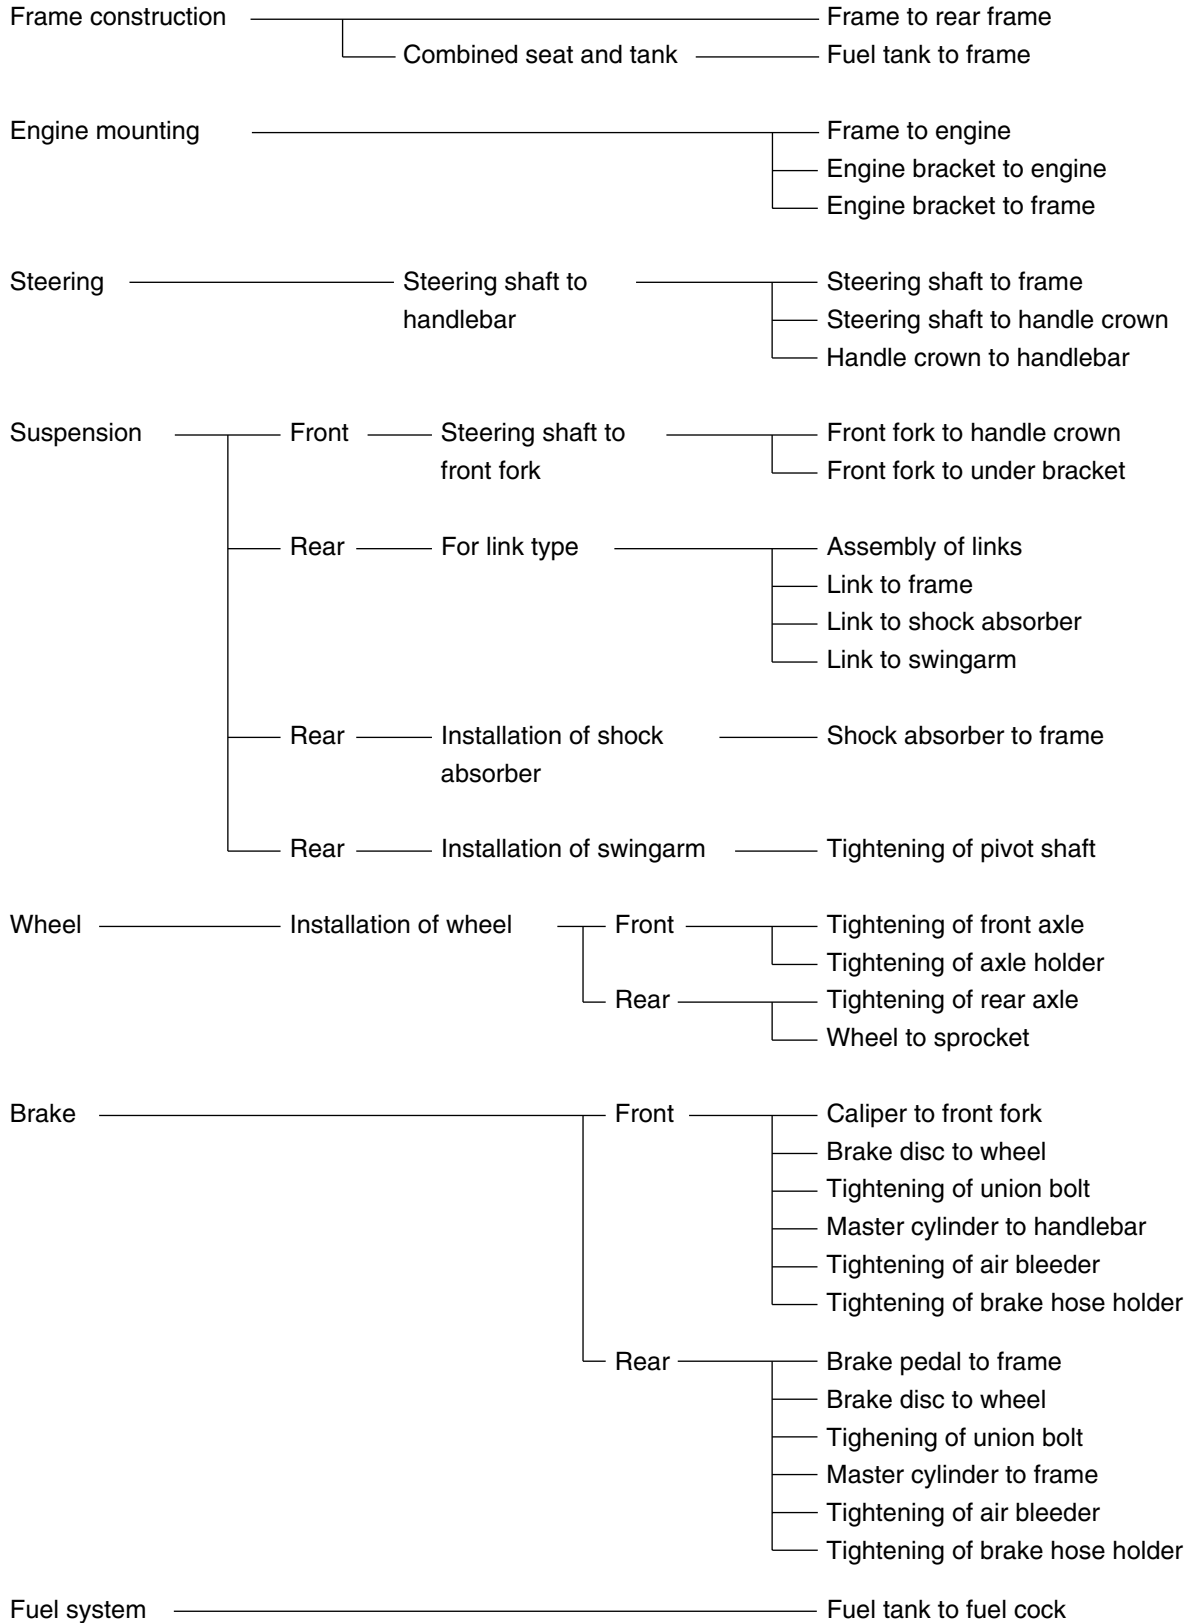 Frame construction Frame to rear frame
Combined seat and tank Fuel tank to frame
Engine mounting Frame to engine
Engine bracket to engine
Engine bracket to frame
Steering Steering shaft to Steering shaft to frame
handlebar Steering shaft to handle crown
Handle crown to handlebar
Suspension Front Steering shaft to Front fork to handle crown
front fork Front fork to under bracket
Rear For link type Assembly of links
Link to frame
Link to shock absorber
Link to swingarm
Rear Installation of shock Shock absorber to frame
absorber
Rear Installation of swingarm Tightening of pivot shaft
Wheel Installation of wheel Front Tightening of front axle
Tightening of axle holder
Rear Tightening of rear axle
Wheel to sprocket
Brake Front Caliper to front fork
Brake disc to wheel
Tightening of union bolt
Master cylinder to handlebar
Tightening of air bleeder
Tightening of brake hose holder
Rear Brake pedal to frame
Brake disc to wheel
Tighening of union bolt
Master cylinder to frame
Tightening of air bleeder
Tightening of brake hose holder
Fuel system Fuel tank to fuel cock